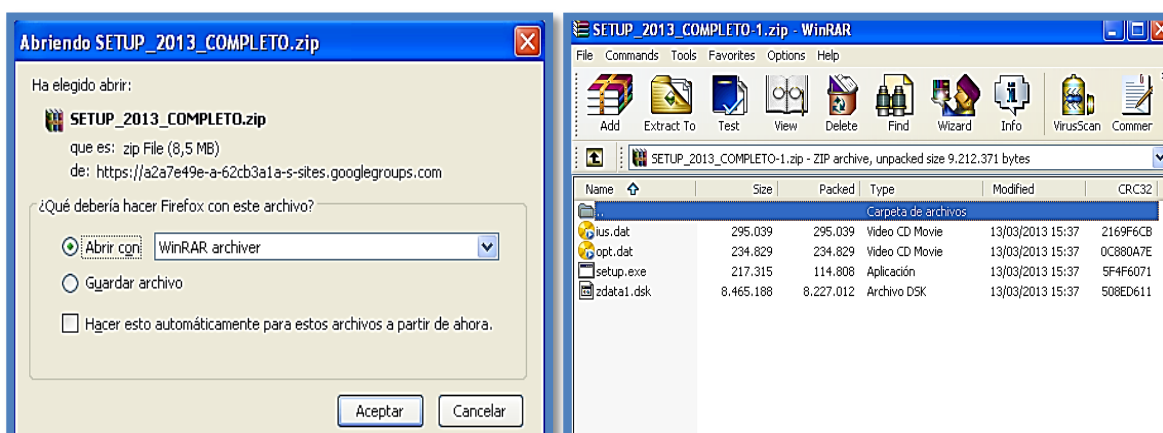 Abriendo SETUP_2013_COMPLETO.zip
Ha elegido abrir:
SETUP_2013_COMPLETO.zip
que es: zip File (8,5 MB)
de: https://a2a7e49e-a-62cb3a1a-s-sites.googlegroups.com
¿Qué debería hacer Firefox con este archivo?
Abrir con WinRAR archiver
Guardar archivo
Hacer esto automáticamente para estos archivos a partir de ahora.
Aceptar Cancelar
SETUP_2013_COMPLETO-1.zip - WinRAR
File Commands Tools Favorites Options Help
Add Extract To Test View Delete Find Wizard Info VirusScan Commer
SETUP_2013_COMPLETO-1.zip - ZIP archive, unpacked size 9.212.371 bytes
Name Size Packed Type Modified CRC32
.. Carpeta de archivos
ius.dat 295.039 295.039 Video CD Movie 13/03/2013 15:37 2169F6CB
opt.dat 234.829 234.829 Video CD Movie 13/03/2013 15:37 0C880A7E
setup.exe 217.315 114.808 Aplicación 13/03/2013 15:37 5F4F6071
zdata1.dsk 8.465.188 8.227.012 Archivo DSK 13/03/2013 15:37 508ED611